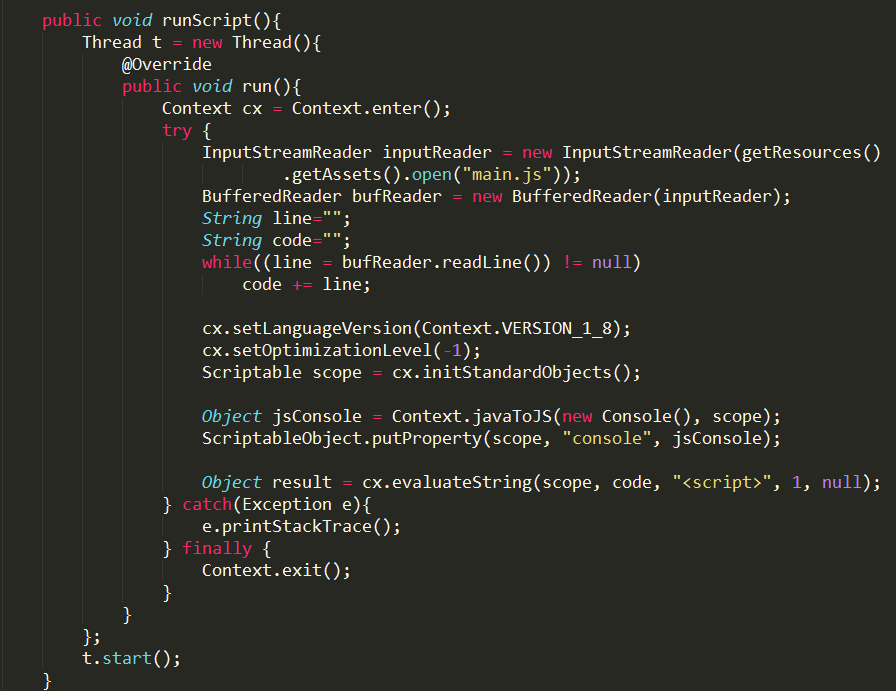 public void runScript(){
    Thread t = new Thread(){
        @Override
        public void run(){
            Context cx = Context.enter();
            try {
                InputStreamReader inputReader = new InputStreamReader(getResources()
                        .getAssets().open("main.js"));
                BufferedReader bufReader = new BufferedReader(inputReader);
                String line="";
                String code="";
                while((line = bufReader.readLine()) != null)
                    code += line;

                cx.setLanguageVersion(Context.VERSION_1_8);
                cx.setOptimizationLevel(-1);
                Scriptable scope = cx.initStandardObjects();

                Object jsConsole = Context.javaToJS(new Console(), scope);
                ScriptableObject.putProperty(scope, "console", jsConsole);

                Object result = cx.evaluateString(scope, code, "<script>", 1, null);
            } catch(Exception e){
                e.printStackTrace();
            } finally {
                Context.exit();
            }
        }
    };
    t.start();
}